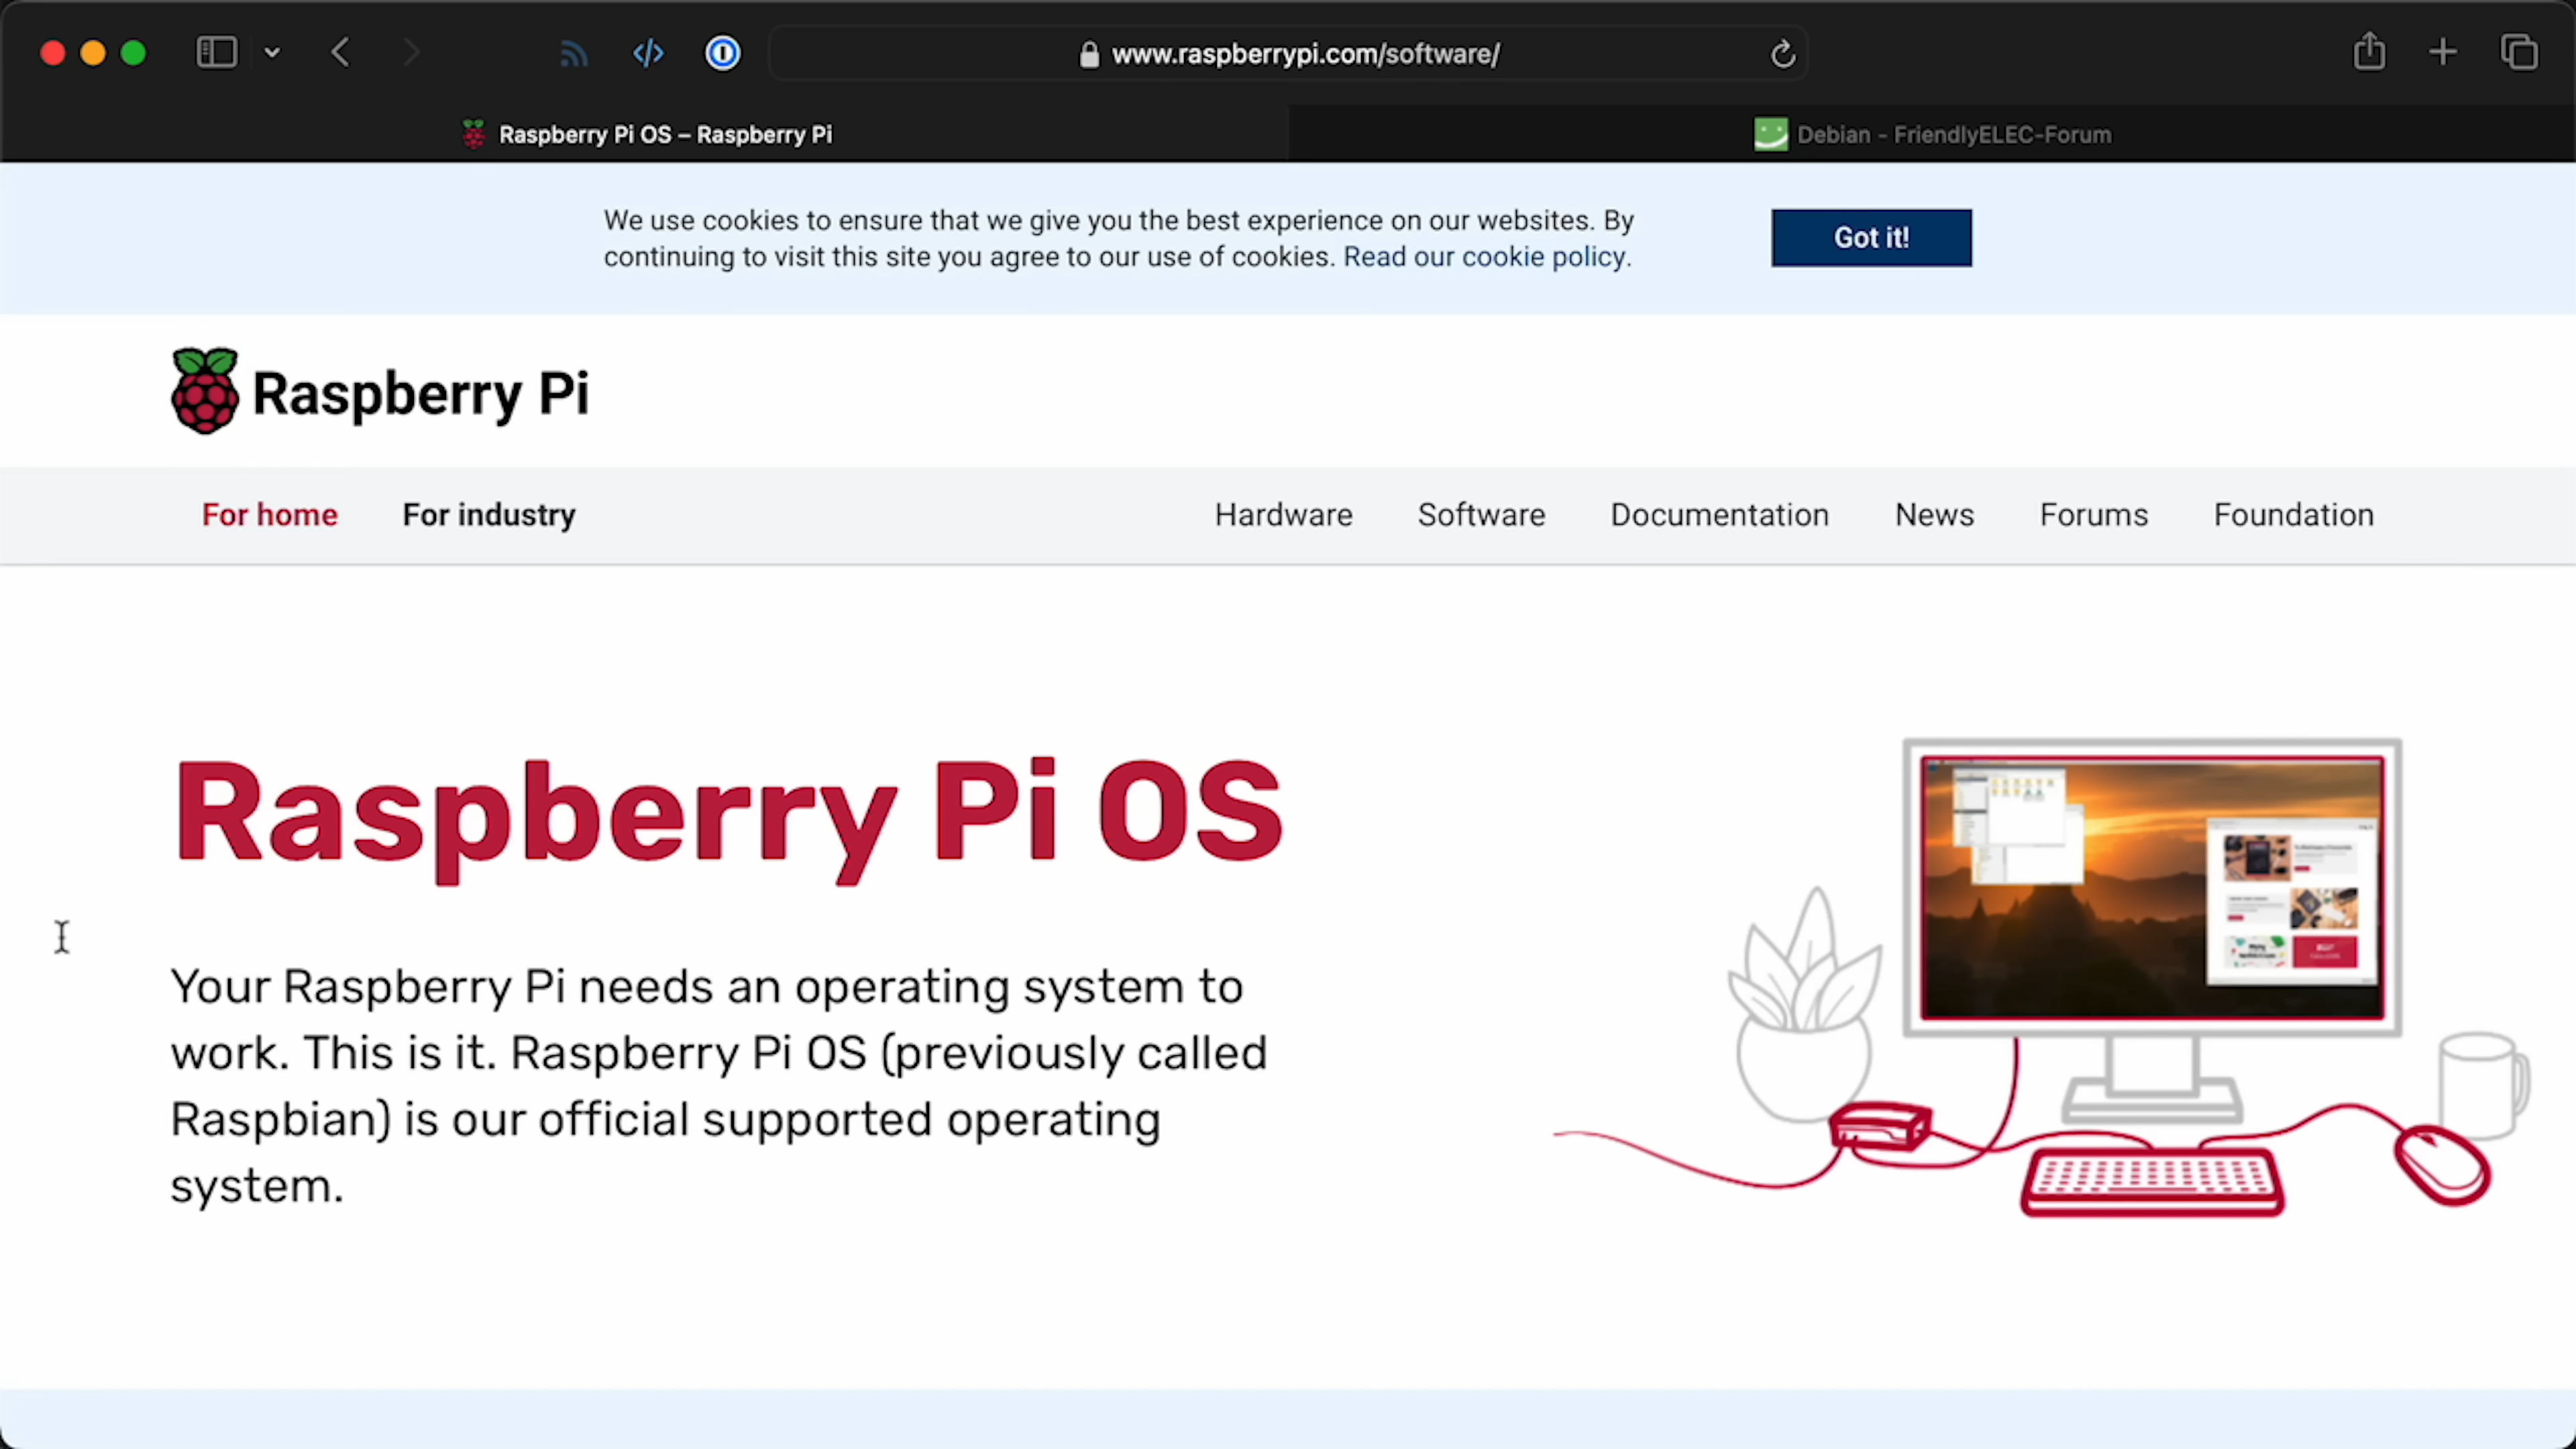 www.raspberrypi.com/software/
Raspberry Pi OS – Raspberry Pi
Debian - FriendlyELEC-Forum
We use cookies to ensure that we give you the best experience on our websites. By
continuing to visit this site you agree to our use of cookies. Read our cookie policy.
Got it!
Raspberry Pi
For home
For industry
Hardware
Software
Documentation
News
Forums
Foundation
Raspberry Pi OS
Your Raspberry Pi needs an operating system to
work. This is it. Raspberry Pi OS (previously called
Raspbian) is our official supported operating
system.